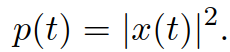 p(t) = |x(t)|².